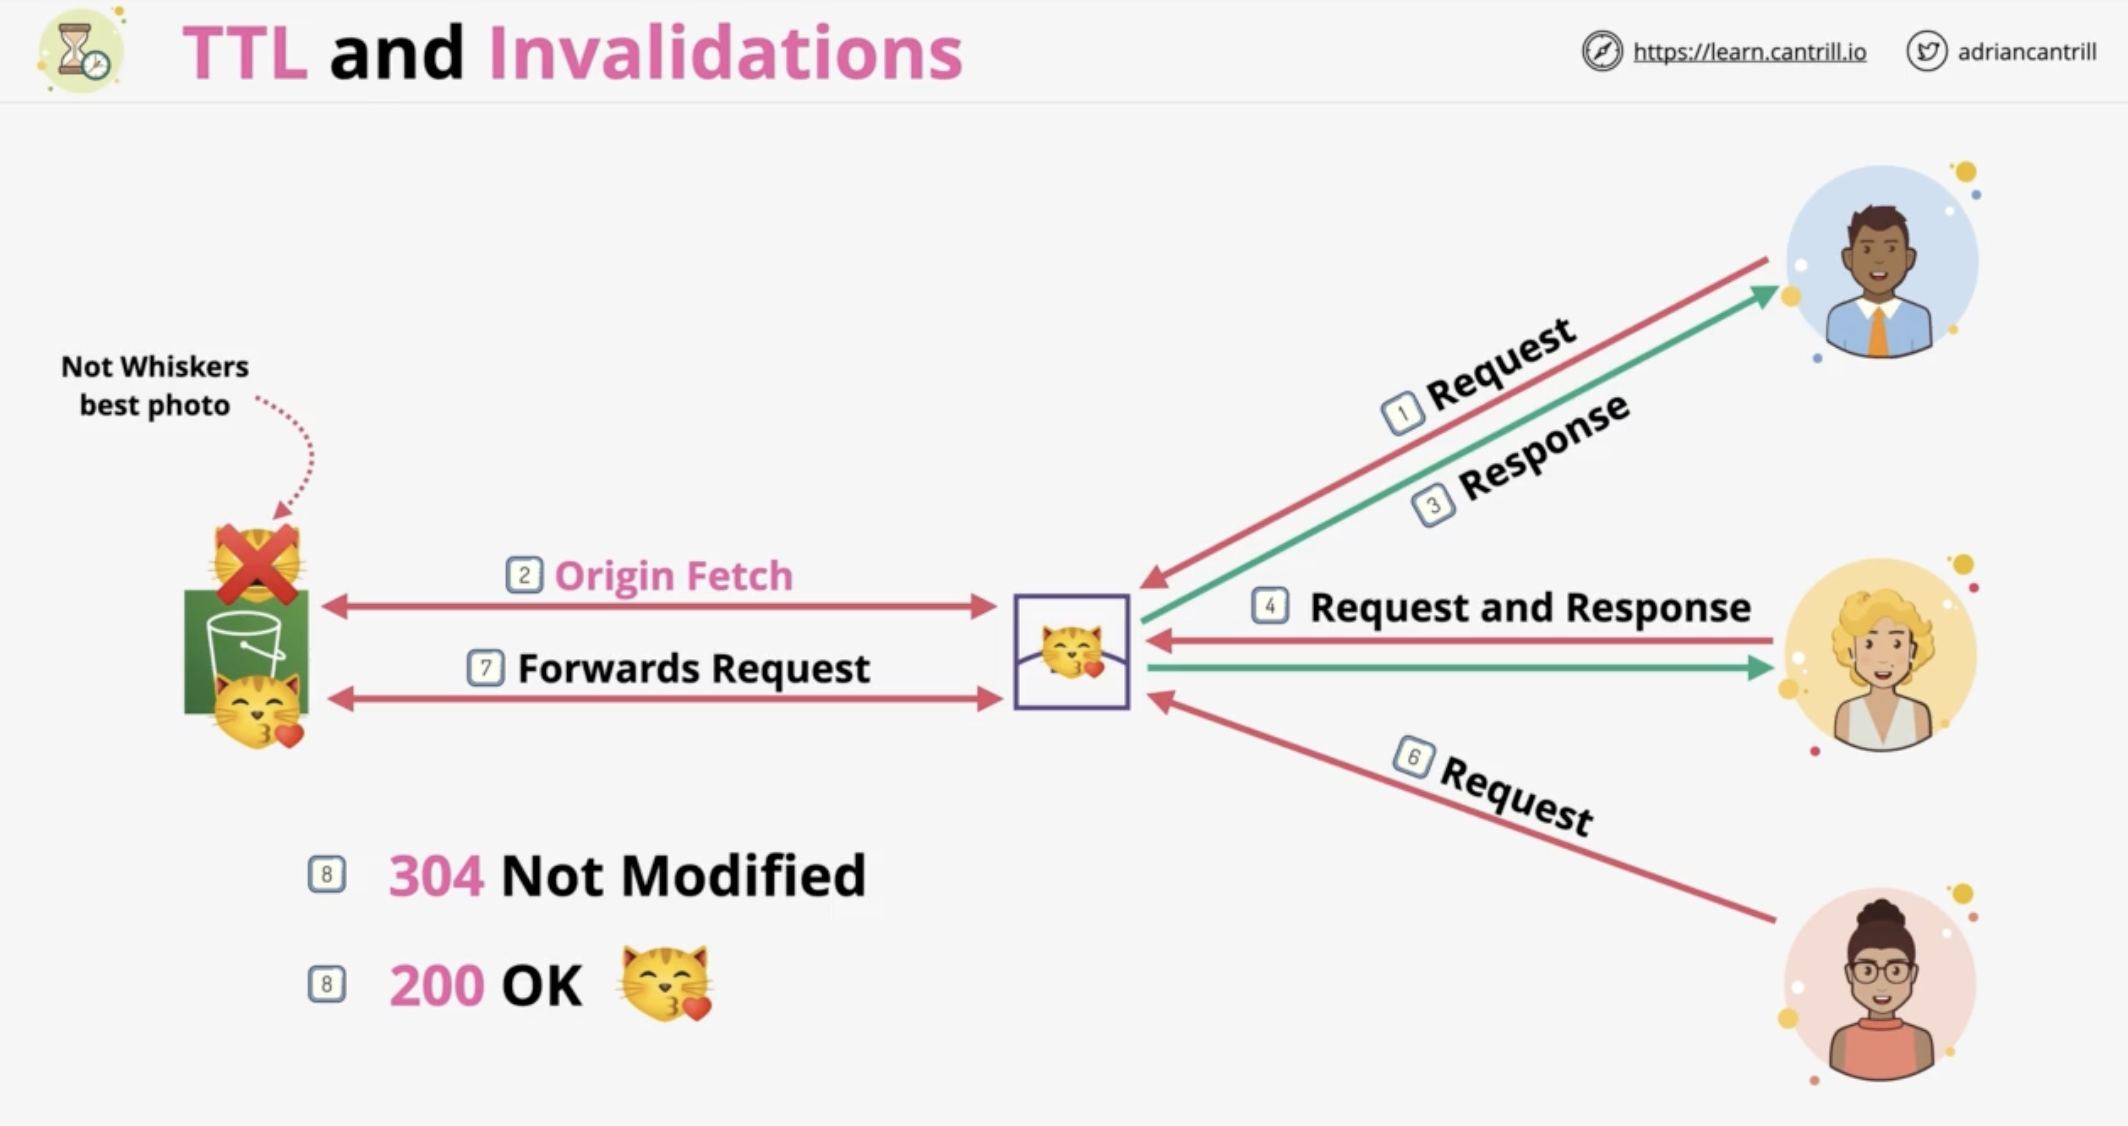 TTL and Invalidations
https://learn.cantrill.io
adriancantrill
Not Whiskers
best photo
1 Request
3 Response
2 Origin Fetch
4 Request and Response
7 Forwards Request
6 Request
8 304 Not Modified
8 200 OK